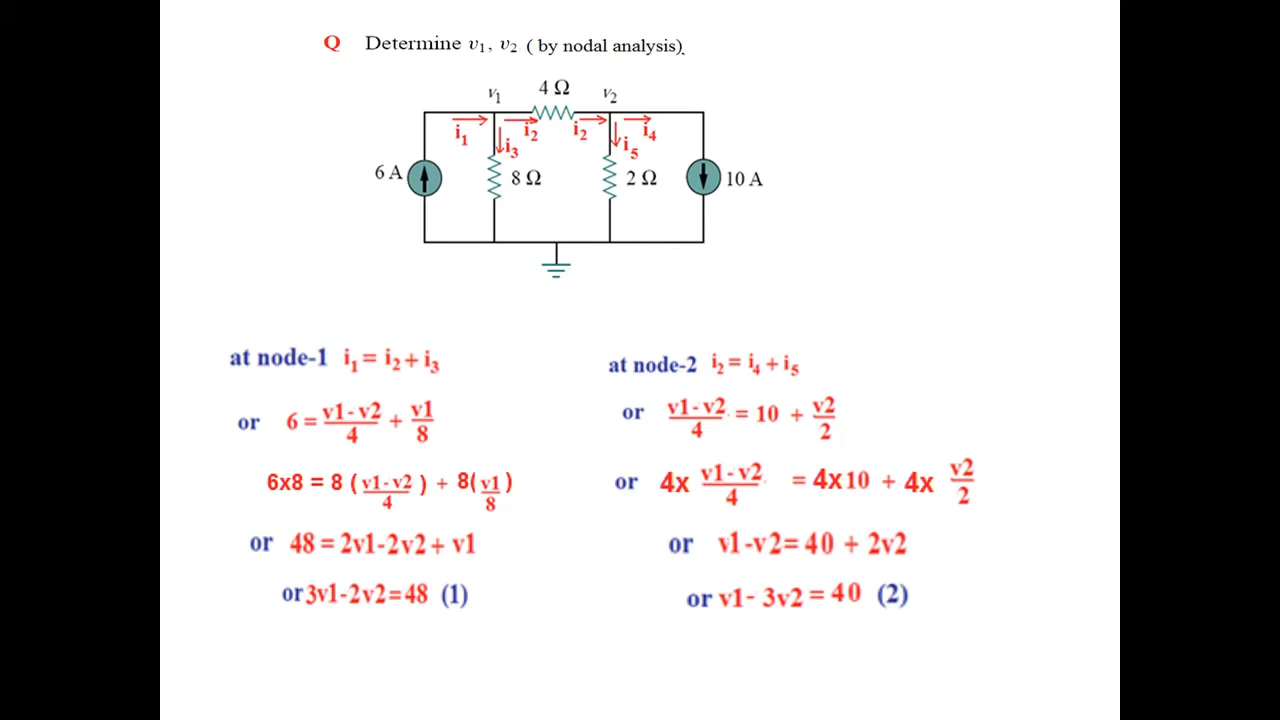 Q Determine v1, v2 ( by nodal analysis).
4 Ω
v1
v2
i1
i2
i2
i4
i3
i5
6 A
8 Ω
2 Ω
10 A
at node-1 i1 = i2 + i3
or 6 = v1-v2/4 + v1/8
6x8 = 8 (v1-v2/4) + 8(v1/8)
or 48 = 2v1-2v2+ v1
or 3v1-2v2=48 (1)
at node-2 i2 = i4 + i5
or v1-v2/4 = 10 + v2/2
or 4x v1-v2/4 = 4x10 + 4x v2/2
or v1-v2= 40 + 2v2
or v1- 3v2 = 40 (2)